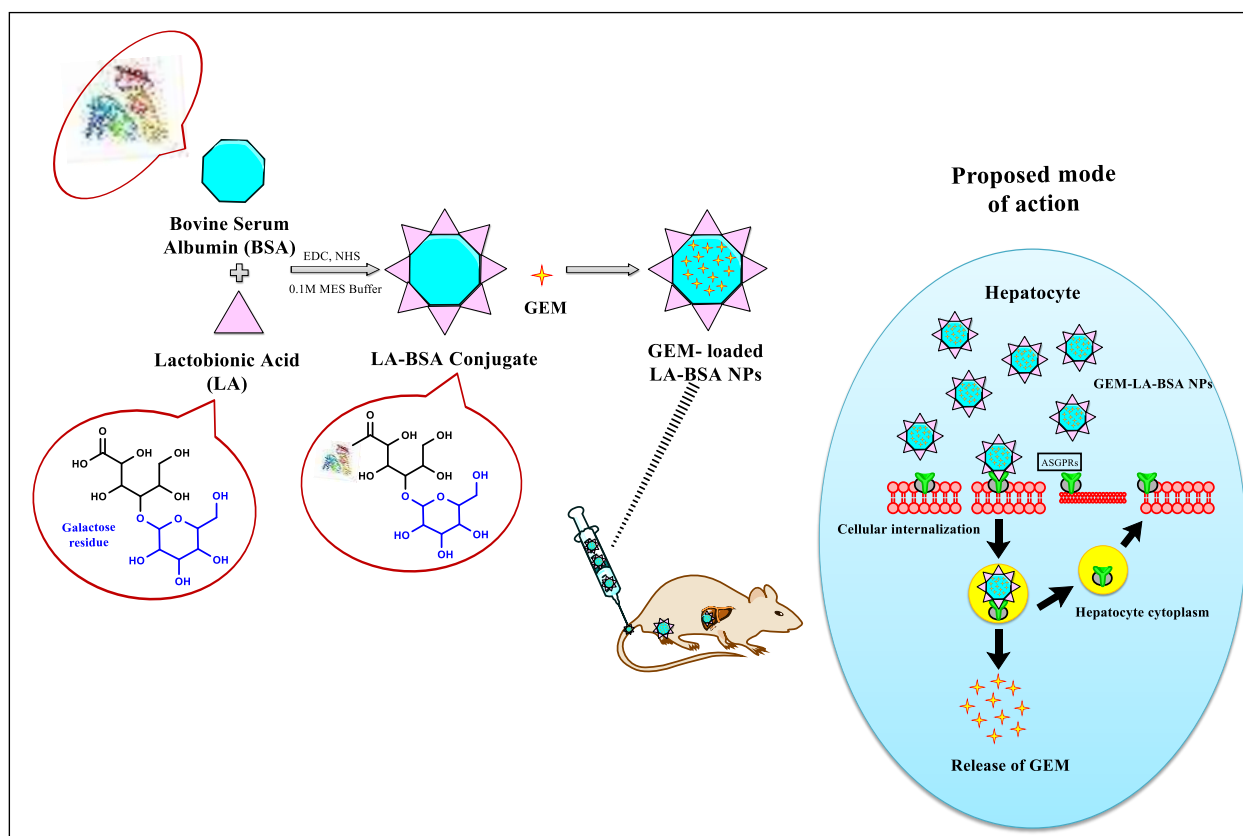 Bovine Serum
Albumin (BSA)
Lactobionic Acid
(LA)
EDC, NHS
0.1M MES Buffer
LA-BSA Conjugate
GEM
GEM- loaded
LA-BSA NPs
O
HO
OH
OH
OH
OH
OH
O
O
OH
HO
OH
OH
Galactose
residue
O
OH
OH
OH
OH
O
O
OH
HO
OH
OH
Proposed mode
of action
Hepatocyte
GEM-LA-BSA NPs
ASGPRs
Cellular internalization
Hepatocyte cytoplasm
Release of GEM